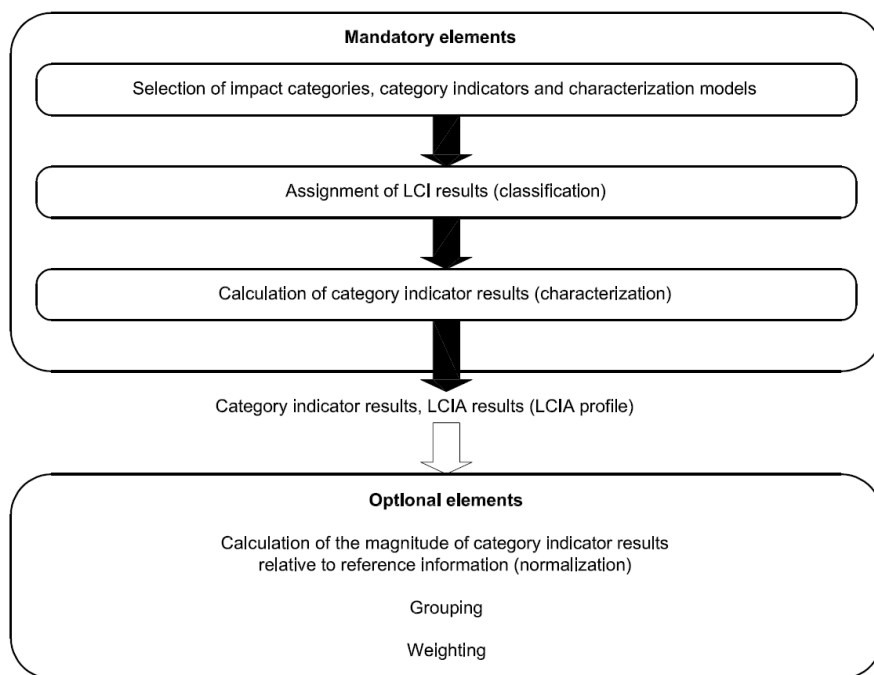 Mandatory elements
Selection of impact categories, category indicators and characterization models
Assignment of LCI results (classification)
Calculation of category indicator results (characterization)
Category indicator results, LCIA results (LCIA profile)
Optional elements
Calculation of the magnitude of category indicator results
relative to reference information (normalization)
Grouping
Weighting